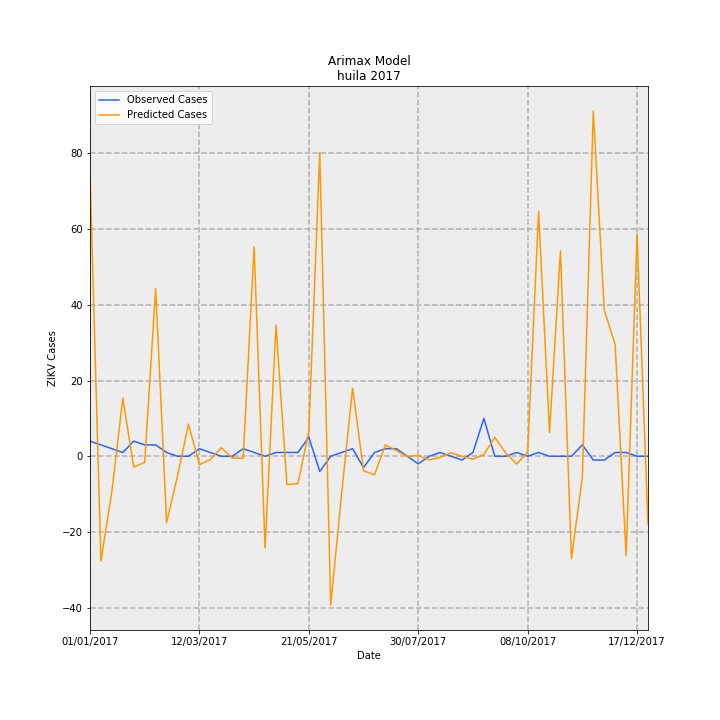 Arimax Model
huila 2017
Observed Cases
Predicted Cases
80
60
40
20
0
−20
−40
ZIKV Cases
01/01/2017 12/03/2017 21/05/2017 30/07/2017 08/10/2017 17/12/2017
Date